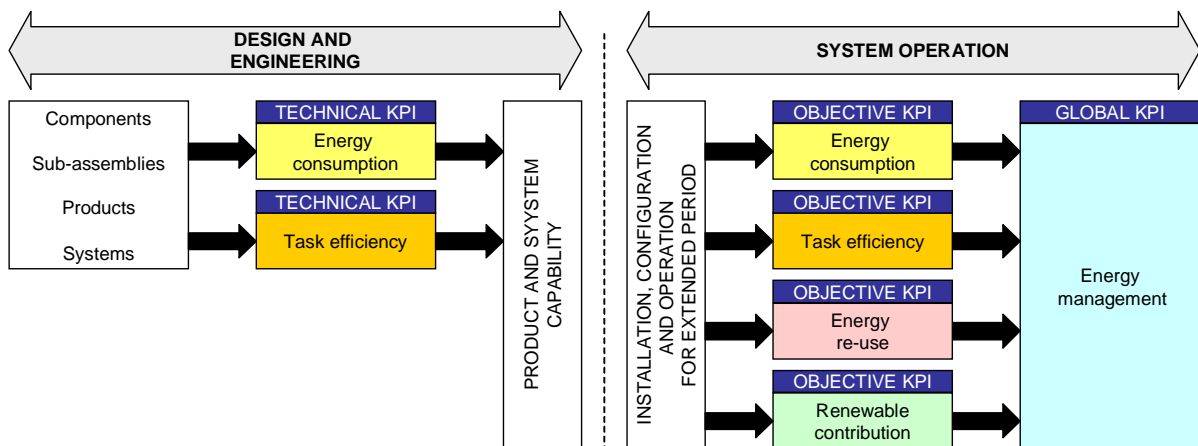 DESIGN AND
ENGINEERING
SYSTEM OPERATION
Components
Sub-assemblies
Products
Systems
TECHNICAL KPI
Energy
consumption
TECHNICAL KPI
Task efficiency
PRODUCT AND SYYSTEM
CAPABILITY
INSTALLATION, CONFIGURATION
AND OPERATION
FOR EXTENDED PERIOD
OBJECTIVE KPI
Energy
consumption
OBJECTIVE KPI
Task efficiency
OBJECTIVE KPI
Energy
re-use
OBJECTIVE KPI
Renewable
contribution
GLOBAL KPI
Energy
management